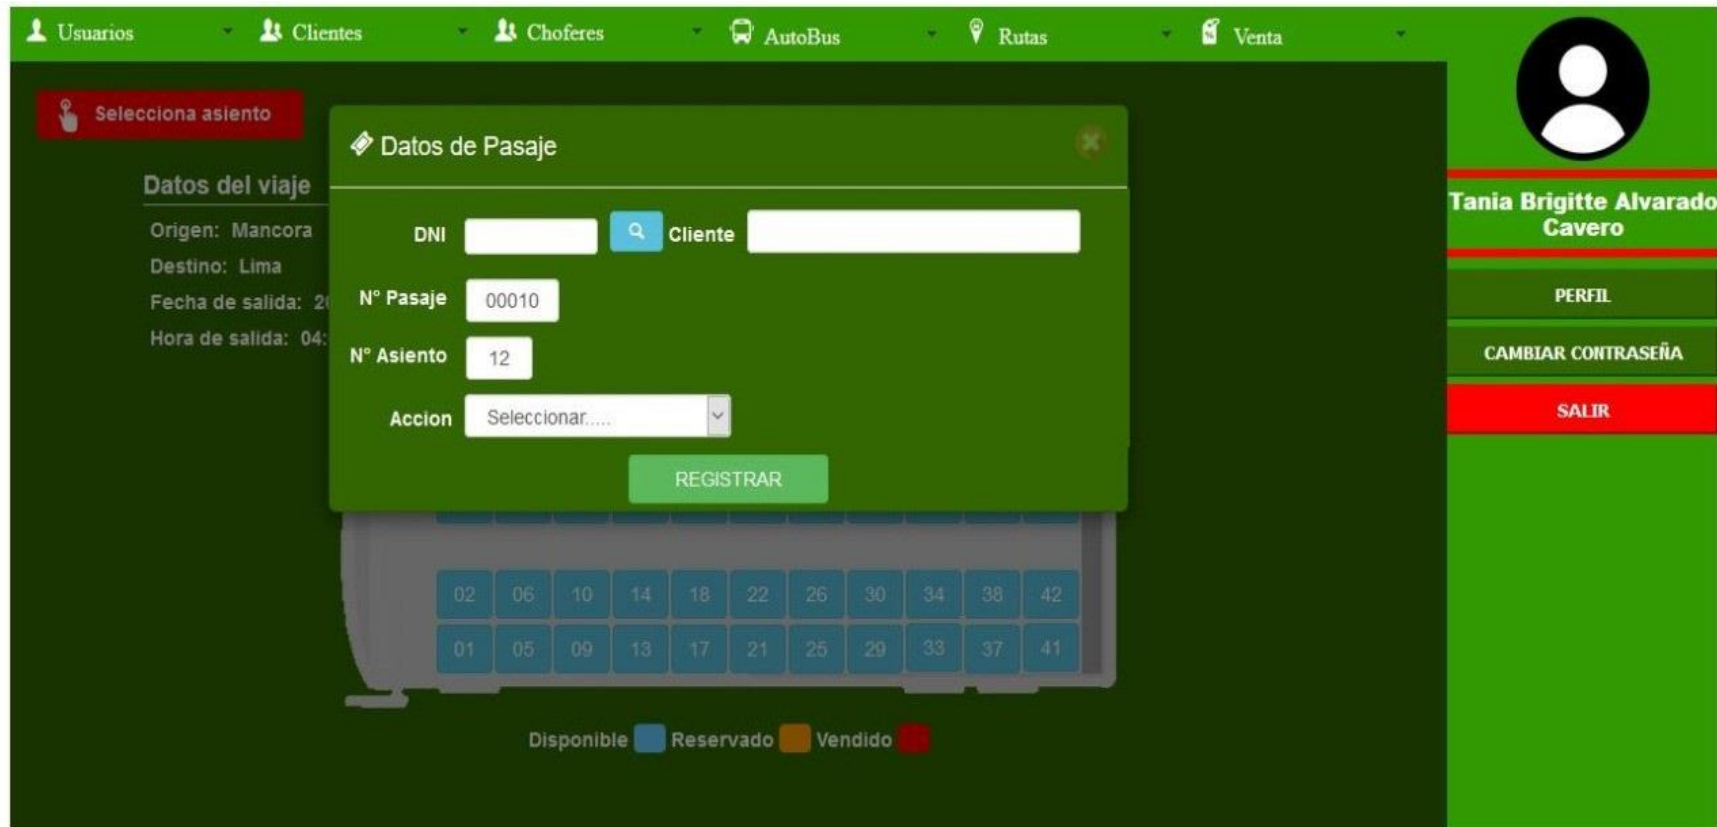 Usuarios Clientes Choferes AutoBus Rutas Venta
Selecciona asiento
Datos de Pasaje
Datos del viaje
Origen: Mancora
Destino: Lima
Fecha de salida: 20
Hora de salida: 04:
DNI Cliente
N° Pasaje 00010
N° Asiento 12
Accion Seleccionar.....
REGISTRAR
02 06 10 14 18 22 26 30 34 38 42
01 05 09 13 17 21 25 29 33 37 41
Disponible Reservado Vendido
Tania Brigitte Alvarado
Cavero
PERFIL
CAMBIAR CONTRASEÑA
SALIR